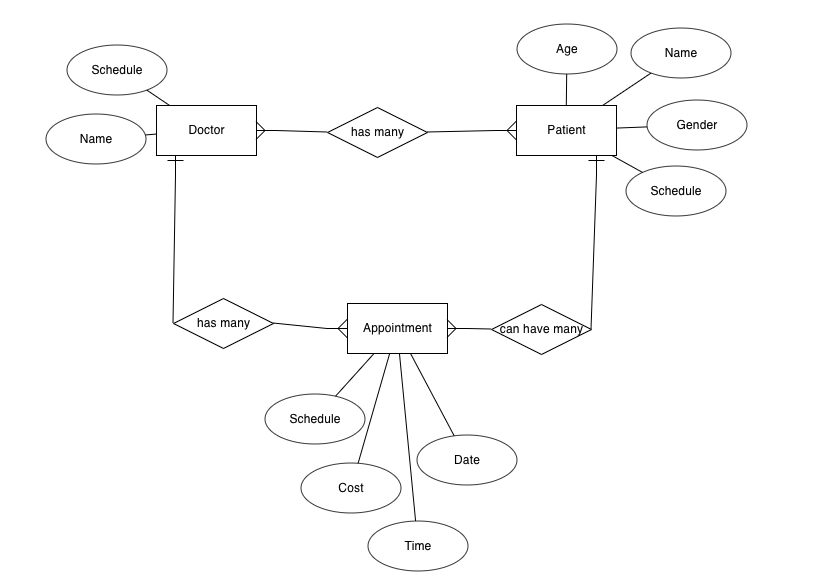 Age
Name
Schedule
Gender
Doctor
has many
Patient
Name
Schedule
has many
Appointment
can have many
Schedule
Date
Cost
Time